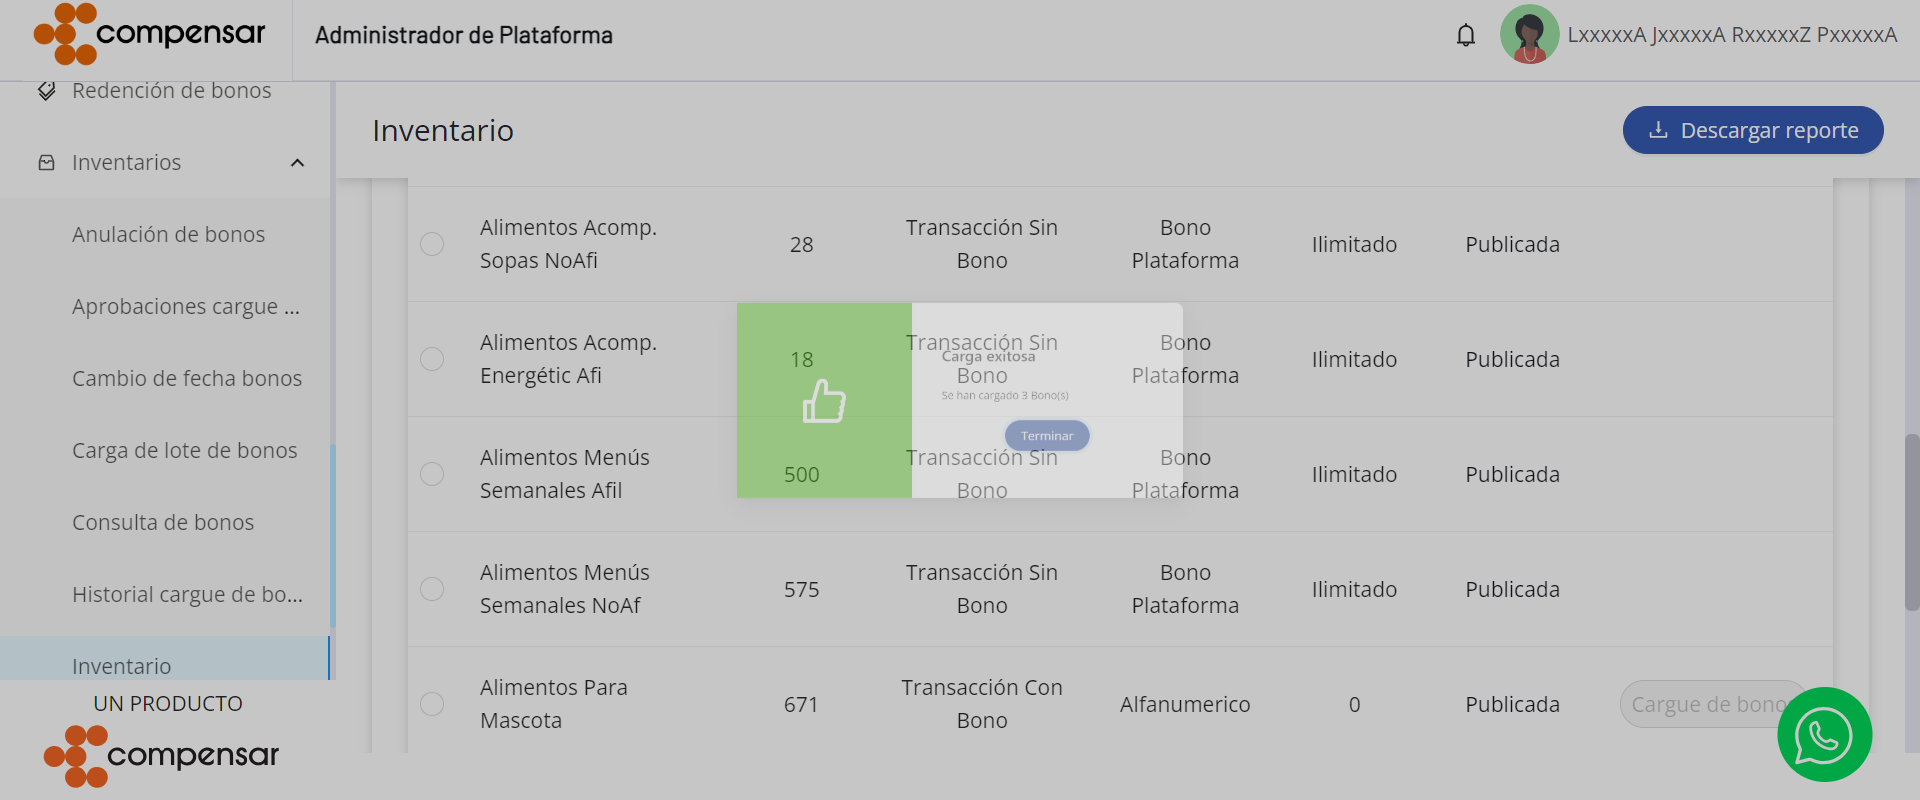 compensar
Administrador de Plataforma
LxxxxxA JxxxxxA RxxxxxZ PxxxxxA
Redención de bonos
Inventarios
Anulación de bonos
Aprobaciones cargue ...
Cambio de fecha bonos
Carga de lote de bonos
Consulta de bonos
Historial cargue de bo...
Inventario
UN PRODUCTO
compensar
Inventario
Descargar reporte
Alimentos Acomp.
Sopas NoAfi
28
Transacción Sin
Bono
Bono
Plataforma
Ilimitado
Publicada
Alimentos Acomp.
Energétic Afi
18
Transacción Sin
Bono
Bono
Plataforma
Ilimitado
Publicada
Alimentos Menús
Semanales Afil
500
Transacción Sin
Bono
Bono
Plataforma
Ilimitado
Publicada
Alimentos Menús
Semanales NoAf
575
Transacción Sin
Bono
Bono
Plataforma
Ilimitado
Publicada
Alimentos Para
Mascota
671
Transacción Con
Bono
Alfanumerico
0
Publicada
Cargue de bono
Carga exitosa
Se han cargado 3 Bono(s)
Terminar